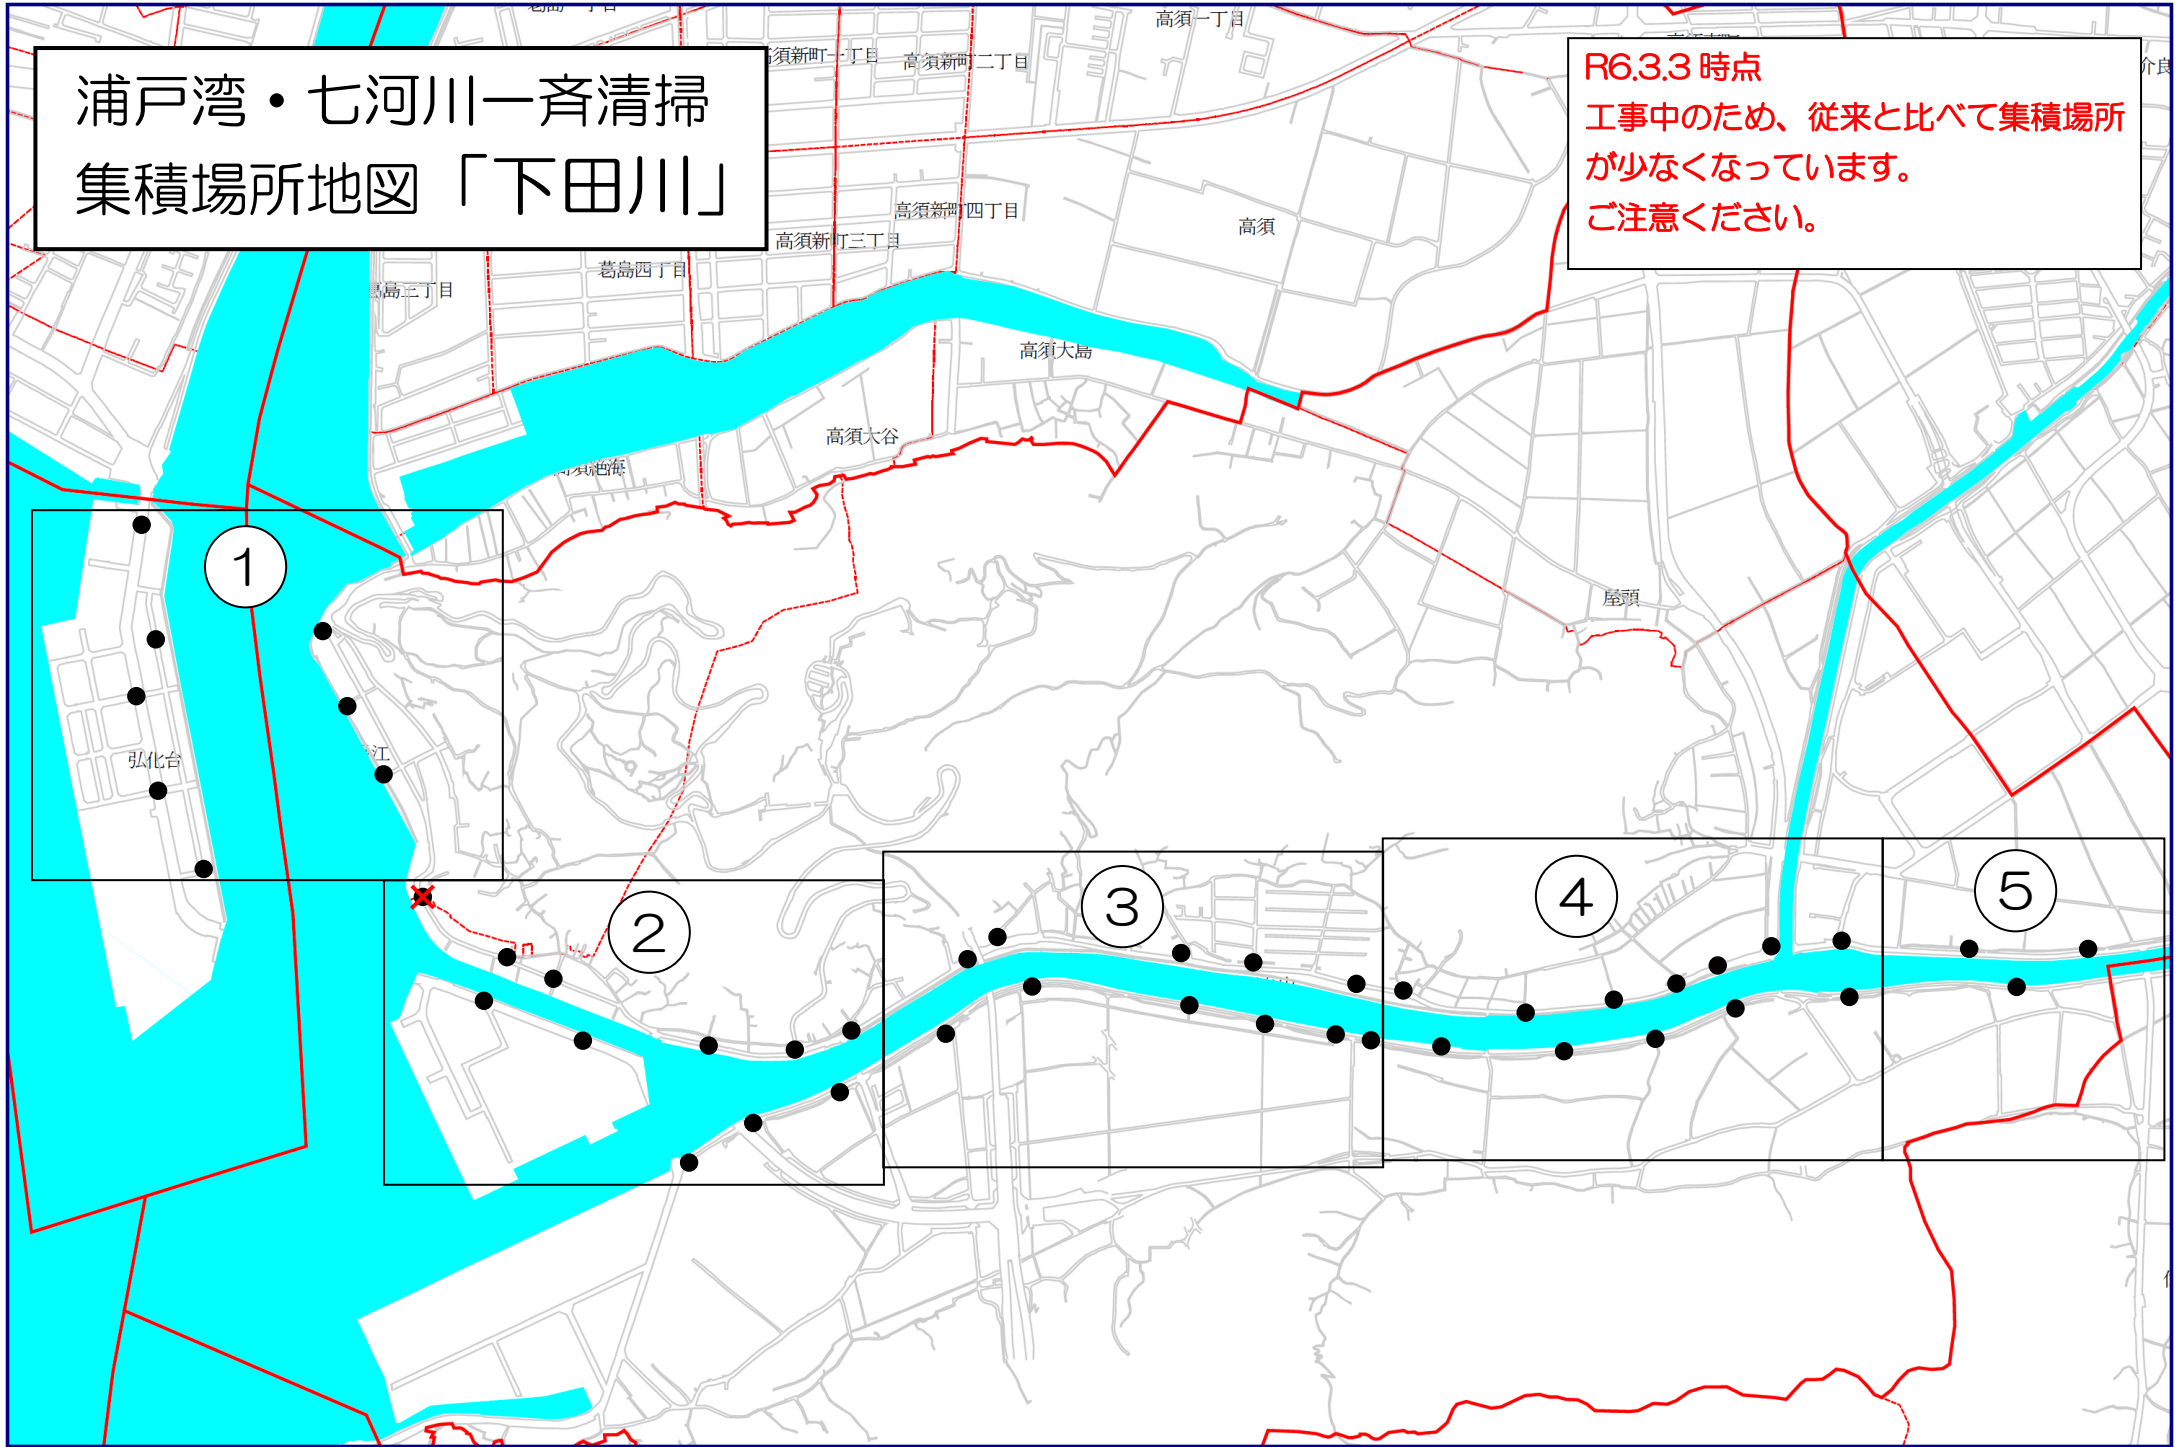 高須一丁目
高須新町二丁目
浦戸湾・七河川一斉清掃
集積場所地図「下田川」
R6.3.3 時点
工事中のため、従来と比べて集積場所
が少なくなっています。
ご注意ください。
高須新町四丁目
高須
高須新町三丁目
葛島四丁目
高須大島
高須大谷
1
屋頭
弘化台
江
2
3
4
5